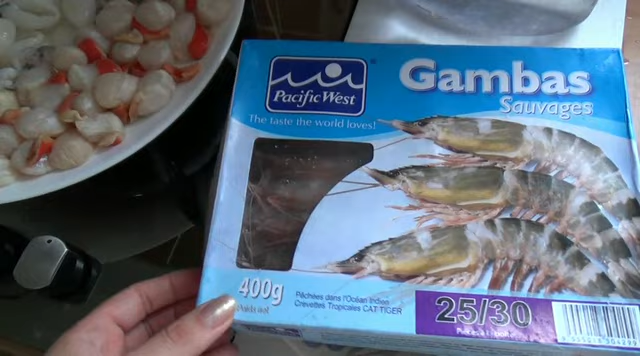 Gambas
Sauvages
Pacific West
The taste the world loves!
400g
Pêchées dans l'Océan Indien
Crevettes Tropicales CAT TIGER
25/30